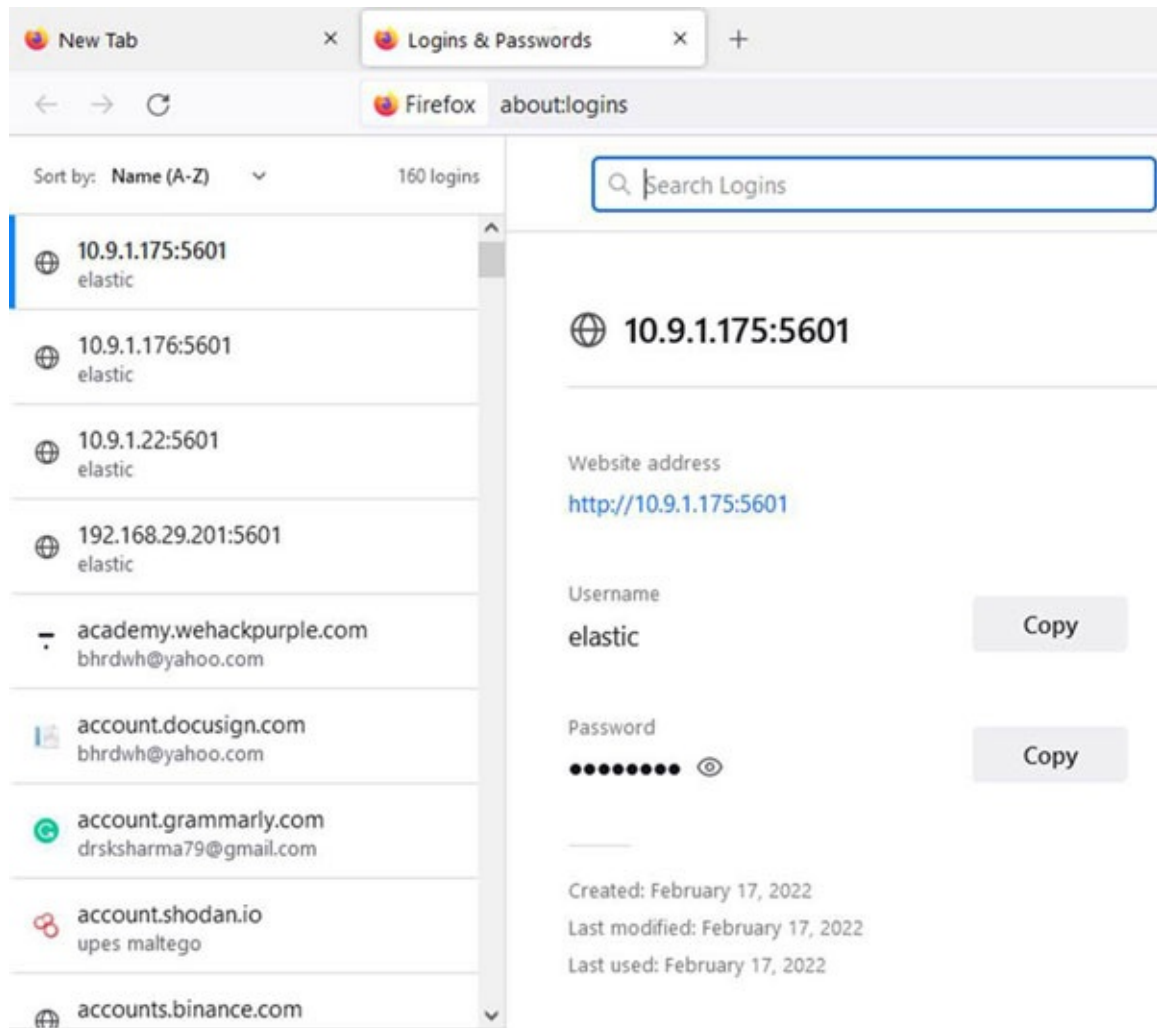 New Tab
Logins & Passwords
Firefox about:logins
Sort by: Name (A-Z) 160 logins
Search Logins
10.9.1.175:5601
elastic
10.9.1.176:5601
elastic
10.9.1.22:5601
elastic
192.168.29.201:5601
elastic
academy.wehackpurple.com
bhrdwh@yahoo.com
account.docusign.com
bhrdwh@yahoo.com
account.grammarly.com
drsksharma79@gmail.com
account.shodan.io
upes maltego
accounts.binance.com
10.9.1.175:5601
Website address
http://10.9.1.175:5601
Username
elastic
Copy
Password
●●●●●●●●
Copy
Created: February 17, 2022
Last modified: February 17, 2022
Last used: February 17, 2022